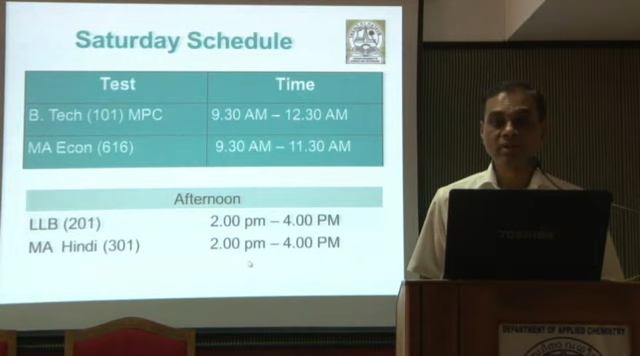 Saturday Schedule
Test Time
B. Tech (101) MPC 9.30 AM – 12.30 AM
MA Econ (616) 9.30 AM – 11.30 AM
Afternoon
LLB (201) 2.00 pm – 4.00 PM
MA Hindi (301) 2.00 pm – 4.00 PM
TOSHIBA
DEPARTMENT OF APPLIED CHEMISTRY